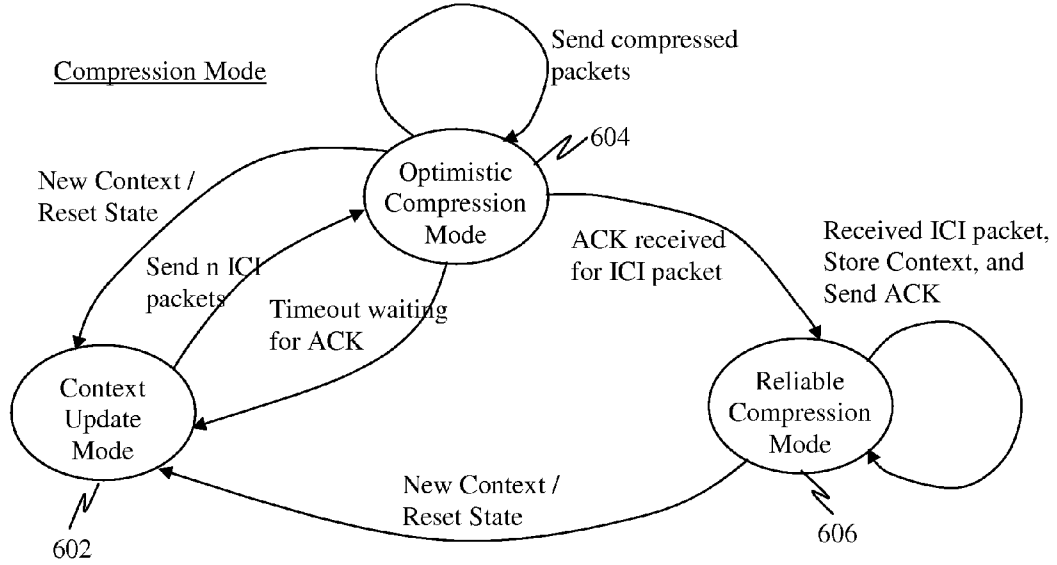 Compression Mode
Send compressed
packets
604
Optimistic
Compression
Mode
New Context /
Reset State
Send n ICI
packets
Timeout waiting
for ACK
ACK received
for ICI packet
Received ICI packet,
Store Context, and
Send ACK
Context
Update
Mode
Reliable
Compression
Mode
New Context /
Reset State
602
606